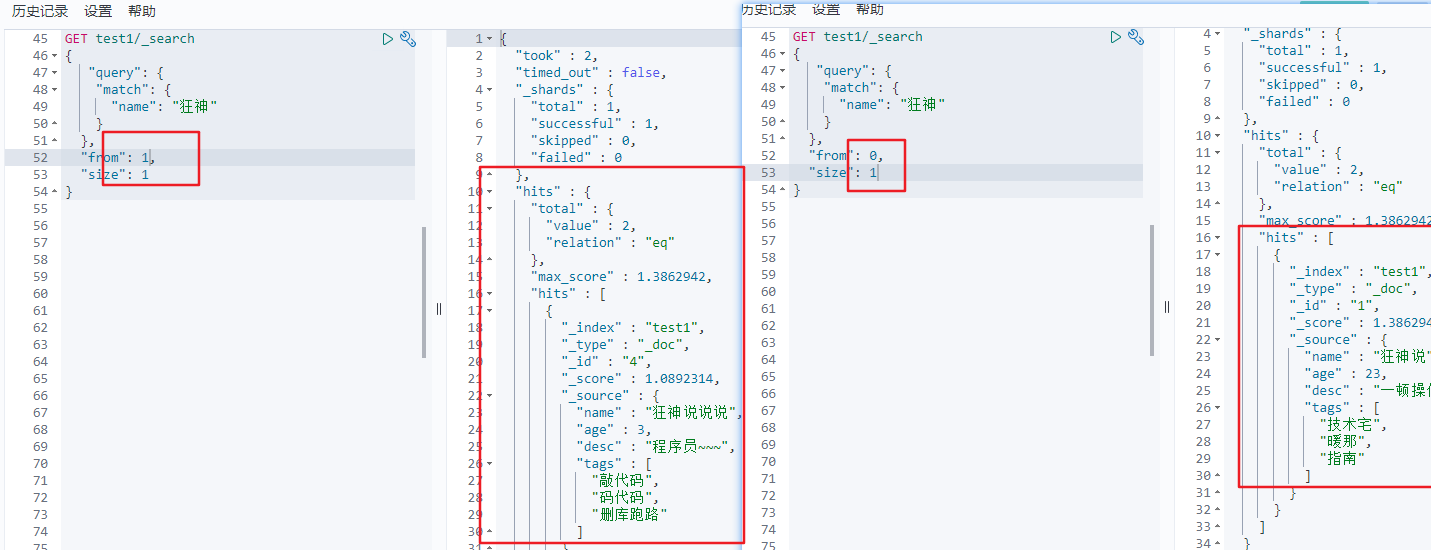 历史记录 设置 帮助
45 GET test1/_search
46 {
47 "query": {
48 "match": {
49 "name": "狂神"
50 }
51 },
52 "from": 1,
53 "size": 1
54 }
55
56
57
58
59
60
61
62
63
64
65
66
67
68
69
70
71
72
73
74
75
1 {
2 "took" : 2,
3 "timed_out" : false,
4 "_shards" : {
5 "total" : 1,
6 "successful" : 1,
7 "skipped" : 0,
8 "failed" : 0
9 },
10 "hits" : {
11 "total" : {
12 "value" : 2,
13 "relation" : "eq"
14 },
15 "max_score" : 1.3862942,
16 "hits" : [
17 {
18 "_index" : "test1",
19 "_type" : "_doc",
20 "_id" : "4",
21 "_score" : 1.0892314,
22 "_source" : {
23 "name" : "狂神说说说",
24 "age" : 3,
25 "desc" : "程序员~~~",
26 "tags" : [
27 "敲代码",
28 "码代码",
29 "删库跑路"
30 ]
31 }
历史记录 设置 帮助
45 GET test1/_search
46 {
47 "query": {
48 "match": {
49 "name": "狂神"
50 }
51 },
52 "from": 0,
53 "size": 1
54 }
55
56
57
58
59
60
61
62
63
64
65
66
67
68
69
70
71
72
73
74
75
4 "_shards" : {
5 "total" : 1,
6 "successful" : 1,
7 "skipped" : 0,
8 "failed" : 0
9 },
10 "hits" : {
11 "total" : {
12 "value" : 2,
13 "relation" : "eq"
14 },
15 "max_score" : 1.3862942
16 "hits" : [
17 {
18 "_index" : "test1",
19 "_type" : "_doc",
20 "_id" : "1",
21 "_score" : 1.386294
22 "_source" : {
23 "name" : "狂神说"
24 "age" : 23,
25 "desc" : "一顿操作
26 "tags" : [
27 "技术宅",
28 "暖那",
29 "指南"
30 ]
31 }
32 }
33 ]
34 }